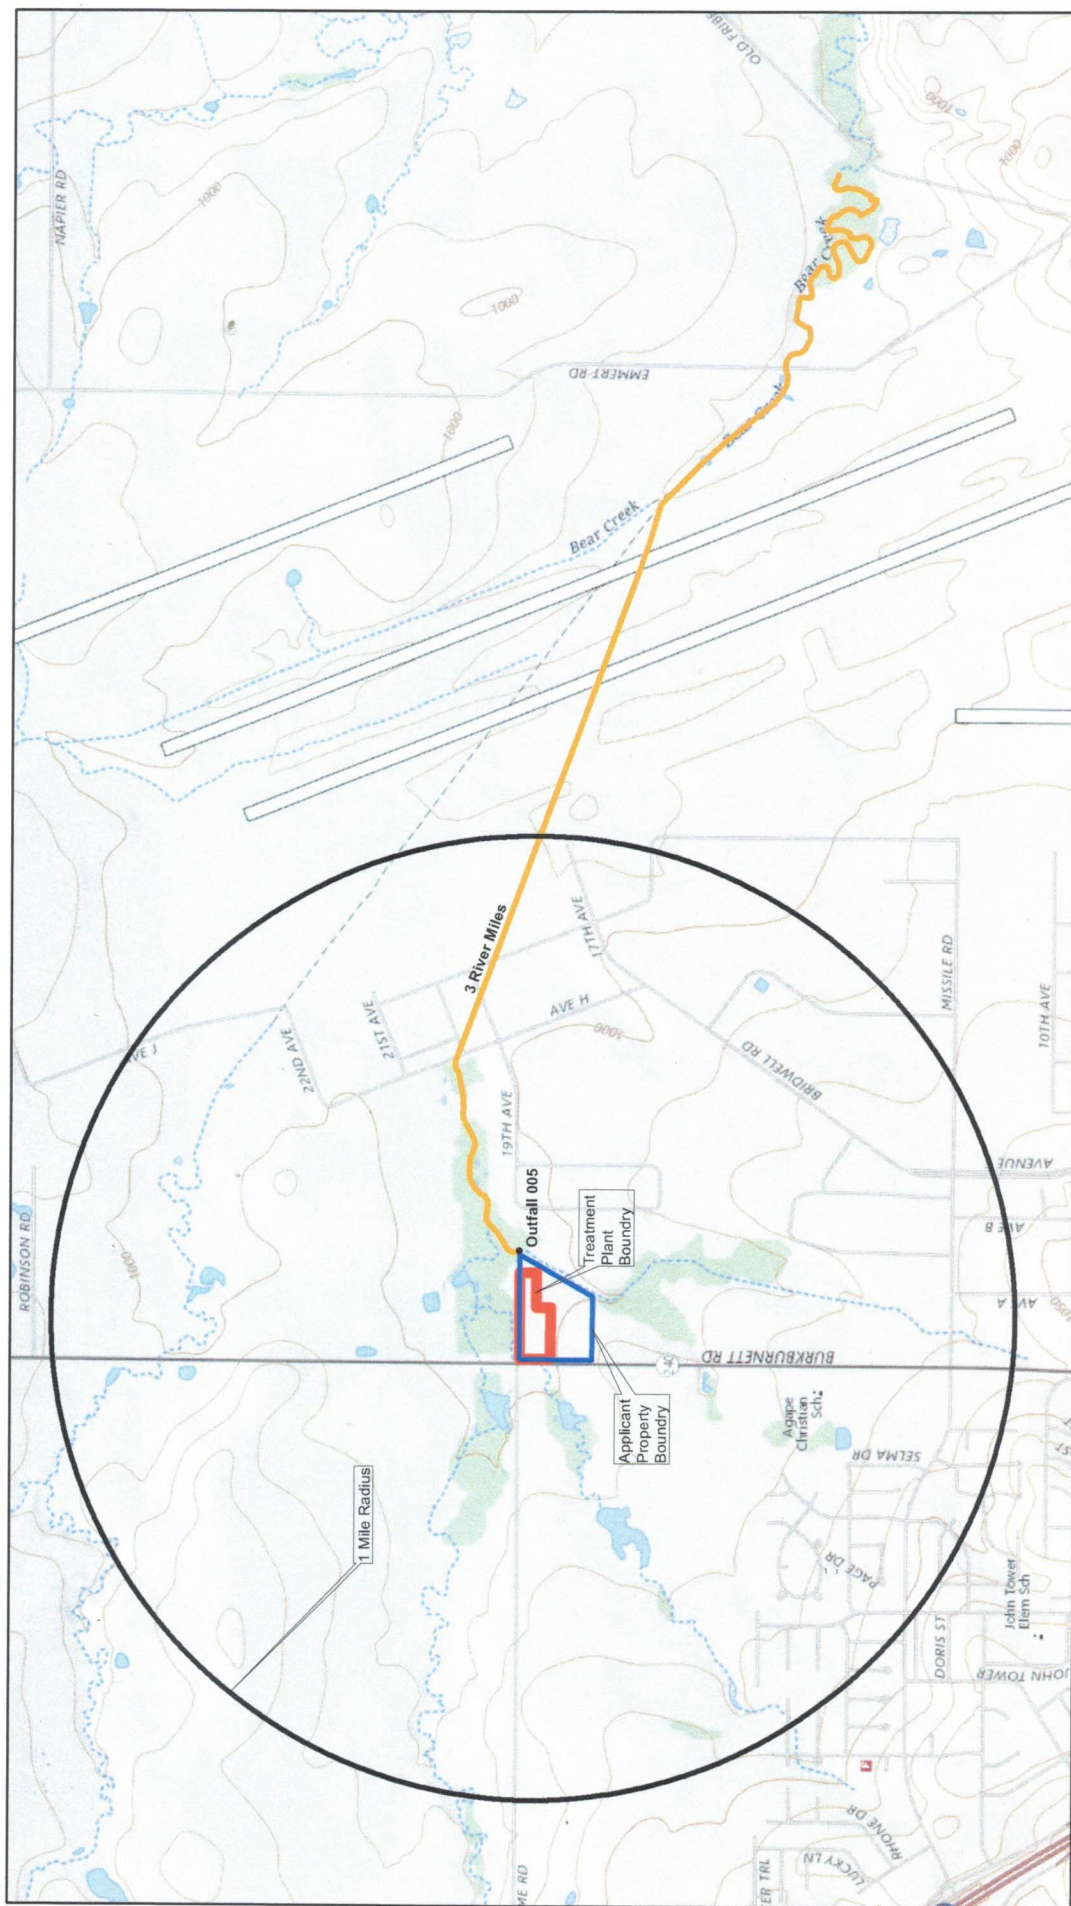 NAPIER RD
OLD FRIBE
1000
1000
1000
1000
1000
EMMERT RD
Bear
Creek
Bear Creek
Bear Creek
3 River Miles
17TH AVE
AVE H
1000
21ST AVE
22ND AVE
AVE J
19TH AVE
MISSILE RD
10TH AVE
BRIDWELL RD
AVENUE
AVE B
AVE A
1050
ROBINSON RD
1000
Outfall 005
Treatment
Plant
Boundry
BURKBURNETT RD
240
Applicant
Property
Boundry
Agape
Christian
Sch
SELMA DR
1 Mile Radius
PAGE DR
DORIS ST
John Tower
Elem Sch
JOHN TOWER
ST
F
RHONE DR
LUCKY LN
ER TRL
ME RD